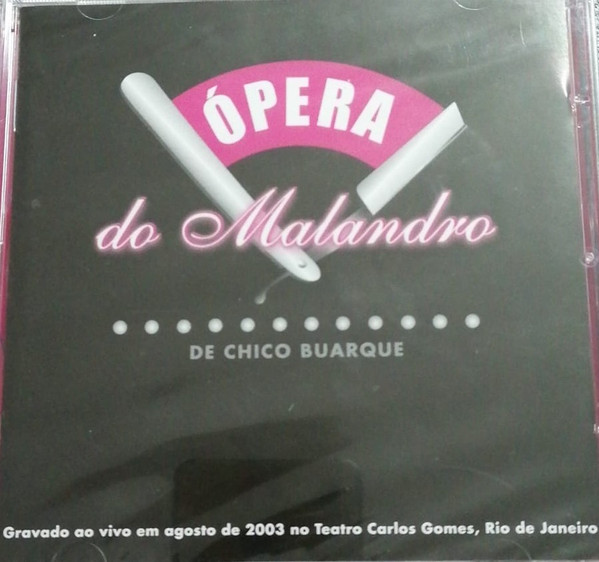 ÓPERA
do Malandro
DE CHICO BUARQUE
Gravado ao vivo em agosto de 2003 no Teatro Carlos Gomes, Rio de Janeiro